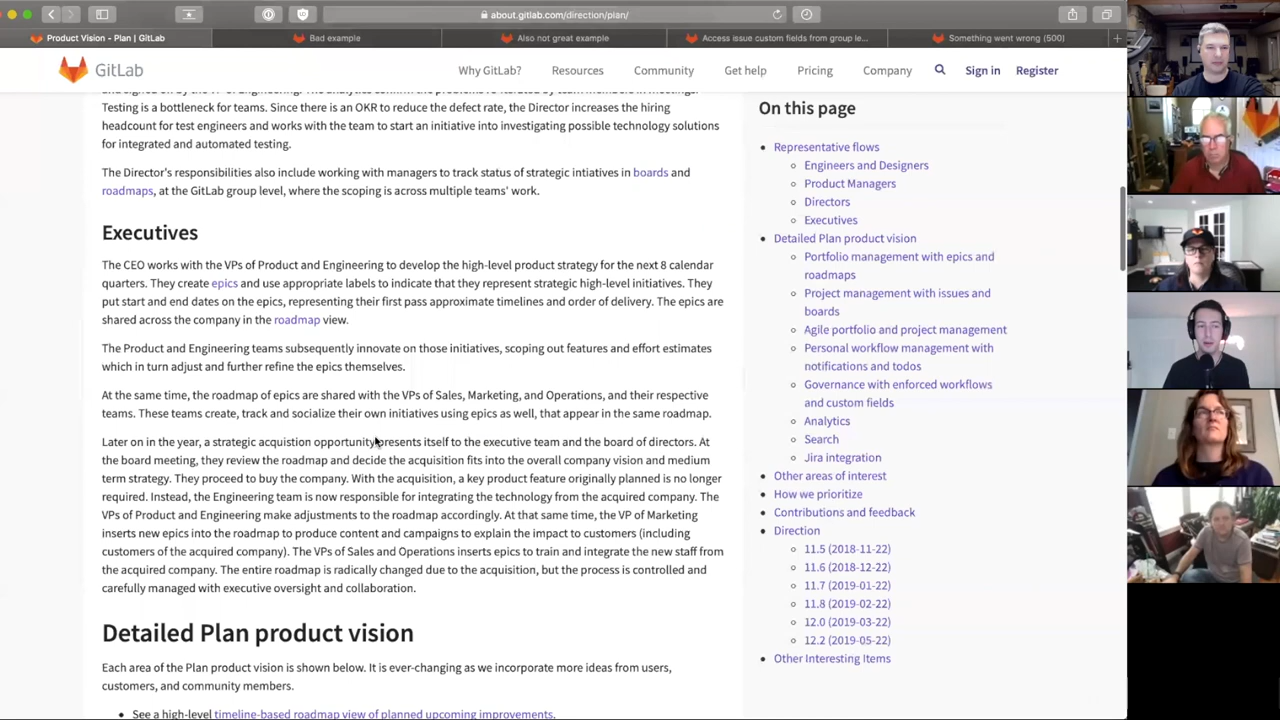 about.gitlab.com/direction/plan/
Product Vision - Plan | GitLab
Bad example
Also not great example
Access issue custom fields from group le...
Something went wrong (500)
GitLab
Why GitLab?
Resources
Community
Get help
Pricing
Company
Sign in
Register
Testing is a bottleneck for teams. Since there is an OKR to reduce the defect rate, the Director increases the hiring
headcount for test engineers and works with the team to start an initiative into investigating possible technology solutions
for integrated and automated testing.
The Director's responsibilities also include working with managers to track status of strategic intiatives in boards and
roadmaps, at the GitLab group level, where the scoping is across multiple teams' work.
Executives
The CEO works with the VPs of Product and Engineering to develop the high-level product strategy for the next 8 calendar
quarters. They create epics and use appropriate labels to indicate that they represent strategic high-level initiatives. They
put start and end dates on the epics, representing their first pass approximate timelines and order of delivery. The epics are
shared across the company in the roadmap view.
The Product and Engineering teams subsequently innovate on those initiatives, scoping out features and effort estimates
which in turn adjust and further refine the epics themselves.
At the same time, the roadmap of epics are shared with the VPs of Sales, Marketing, and Operations, and their respective
teams. These teams create, track and socialize their own initiatives using epics as well, that appear in the same roadmap.
Later on in the year, a strategic acquistion opportunity presents itself to the executive team and the board of directors. At
the board meeting, they review the roadmap and decide the acquisition fits into the overall company vision and medium
term strategy. They proceed to buy the company. With the acquisition, a key product feature originally planned is no longer
required. Instead, the Engineering team is now responsible for integrating the technology from the acquired company. The
VPs of Product and Engineering make adjustments to the roadmap accordingly. At that same time, the VP of Marketing
inserts new epics into the roadmap to produce content and campaigns to explain the impact to customers (including
customers of the acquired company). The VPs of Sales and Operations inserts epics to train and integrate the new staff from
the acquired company. The entire roadmap is radically changed due to the acquisition, but the process is controlled and
carefully managed with executive oversight and collaboration.
Detailed Plan product vision
Each area of the Plan product vision is shown below. It is ever-changing as we incorporate more ideas from users,
customers, and community members.
See a high-level timeline-based roadmap view of planned upcoming improvements.
On this page
Representative flows
Engineers and Designers
Product Managers
Directors
Executives
Detailed Plan product vision
Portfolio management with epics and
roadmaps
Project management with issues and
boards
Agile portfolio and project management
Personal workflow management with
notifications and todos
Governance with enforced workflows
and custom fields
Analytics
Search
Jira integration
Other areas of interest
How we prioritize
Contributions and feedback
Direction
11.5 (2018-11-22)
11.6 (2018-12-22)
11.7 (2019-01-22)
11.8 (2019-02-22)
12.0 (2019-03-22)
12.2 (2019-05-22)
Other Interesting Items